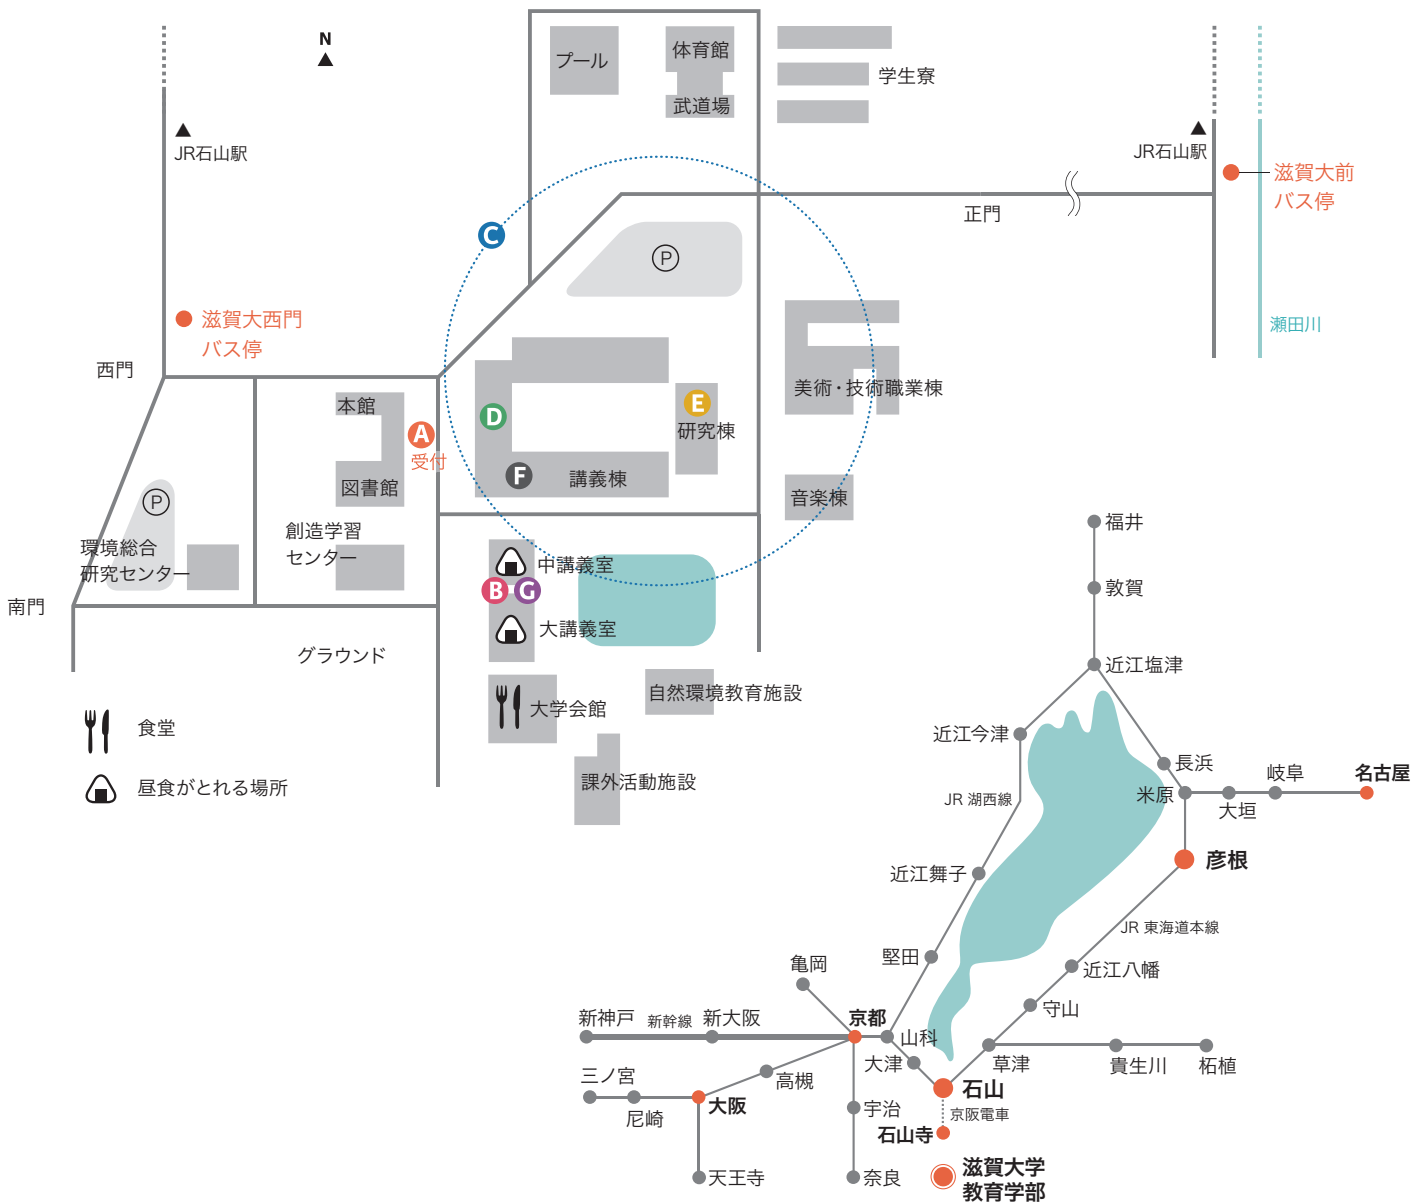 N
プール
体育館
武道場
学生寮
JR石山駅
JR石山駅
滋賀大前
バス停
正門
C
P
滋賀大西門
バス停
瀬田川
西門
本館
A
受付
図書館
D
E
研究棟
F
講義棟
美術・技術職業棟
音楽棟
P
環境総合
研究センター
創造学習
センター
中講義室
B
G
大講義室
南門
グラウンド
大学会館
自然環境教育施設
課外活動施設
食堂
昼食がとれる場所
福井
敦賀
近江塩津
近江今津
長浜
JR 湖西線
米原
大垣
岐阜
名古屋
彦根
近江舞子
JR 東海道本線
堅田
近江八幡
亀岡
守山
新神戸
新幹線
新大阪
京都
山科
大津
草津
貴生川
柘植
三ノ宮
尼崎
大阪
高槻
宇治
石山
京阪電車
石山寺
天王寺
奈良
滋賀大学
教育学部